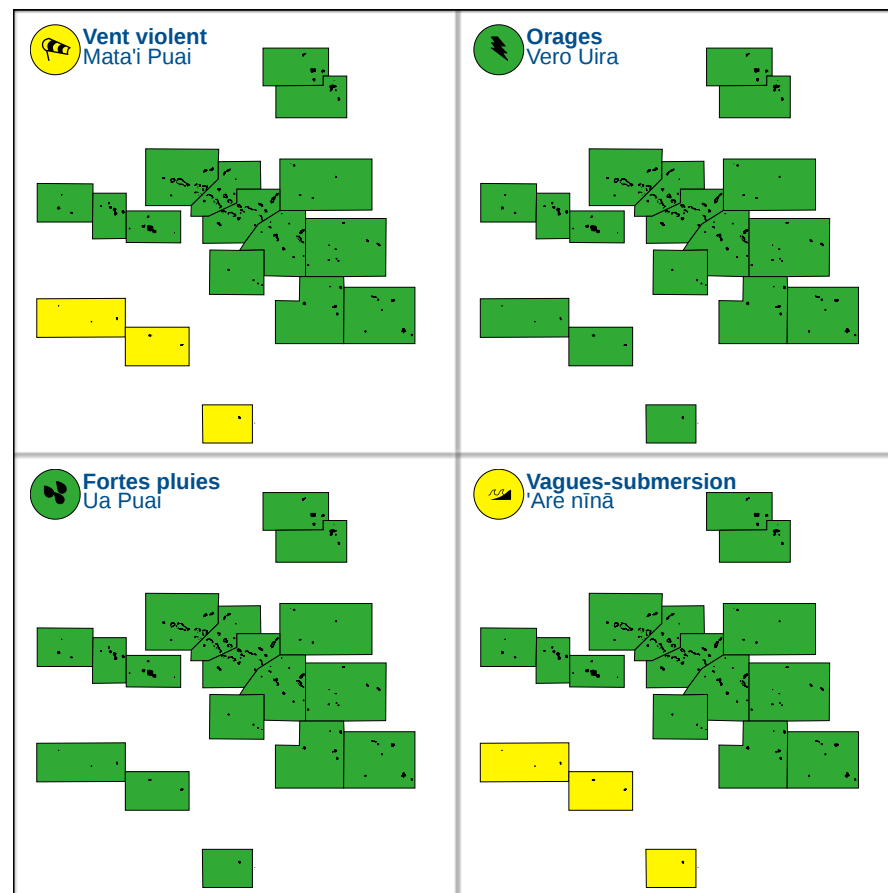 Vent violent
Mata'i Puai
Orages
Vero Uira
Fortes pluies
Ua Puai
Vagues-submersion
'Are nīnā